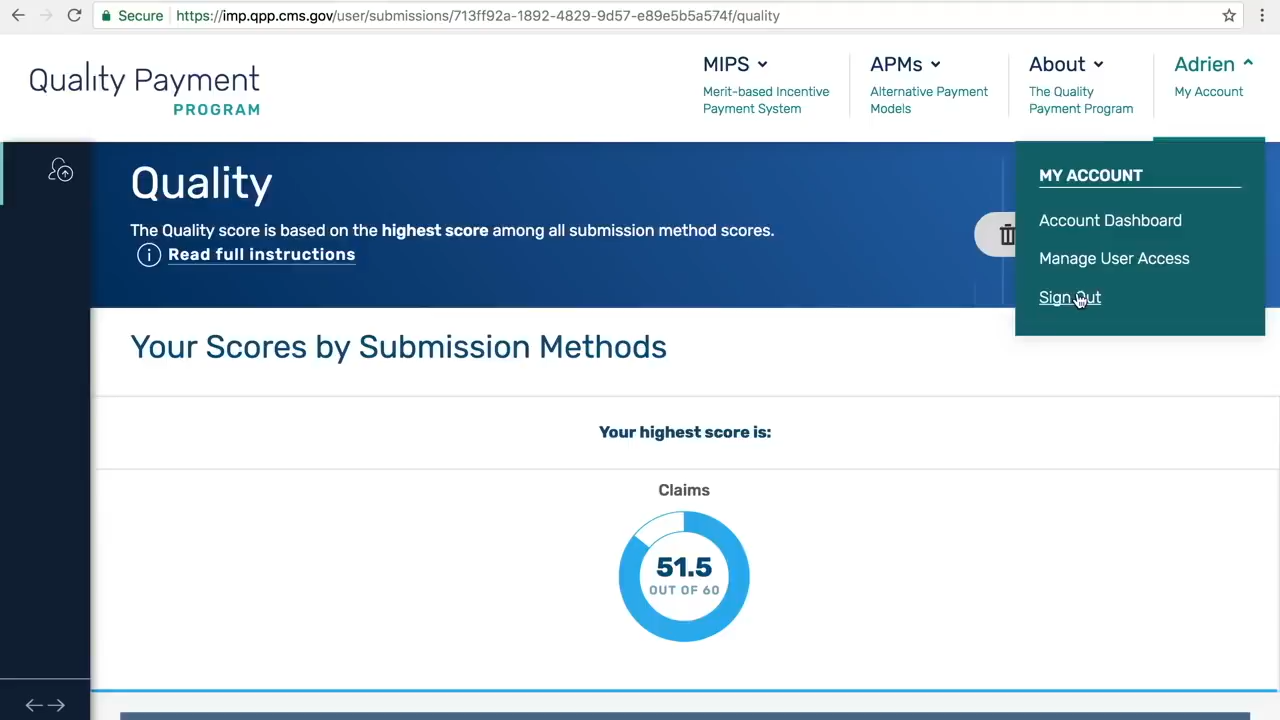 Secure https://imp.qpp.cms.gov/user/submissions/713ff92a-1892-4829-9d57-e89e5b5a574f/quality
Quality Payment
PROGRAM
MIPS
Merit-based Incentive
Payment System
APMs
Alternative Payment
Models
About
The Quality
Payment Program
Adrien
My Account
MY ACCOUNT
Account Dashboard
Manage User Access
Sign Out
Quality
The Quality score is based on the highest score among all submission method scores.
Read full instructions
Your Scores by Submission Methods
Your highest score is:
Claims
51.5
OUT OF 60